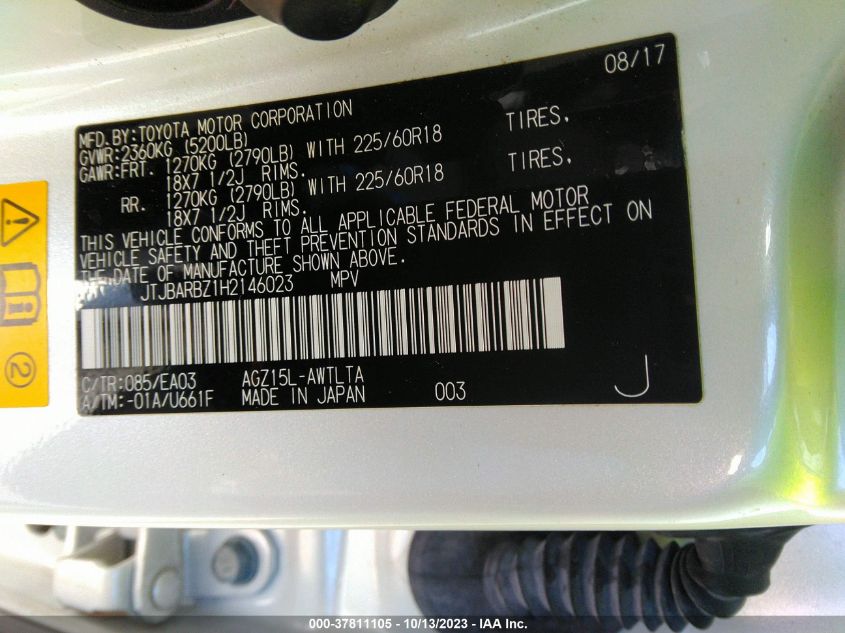 08/17
MFD.BY:TOYOTA MOTOR CORPORATION
GVWR:2360KG (5200LB)
GAWR:FRT. 1270KG (2790LB) WITH 225/60R18 TIRES,
18X7 1/2J RIMS.
RR. 1270KG (2790LB) WITH 225/60R18 TIRES,
18X7 1/2J RIMS.
THIS VEHICLE CONFORMS TO ALL APPLICABLE FEDERAL MOTOR
VEHICLE SAFETY AND THEFT PREVENTION STANDARDS IN EFFECT ON
THE DATE OF MANUFACTURE SHOWN ABOVE.
JTJBARBZ1H2146023 MPV
C/TR:085/EA03 AGZ15L-AWTLTA
A/TM:-01A/U661F MADE IN JAPAN 003
J
2
000-37811105 - 10/13/2023 - IAA Inc.